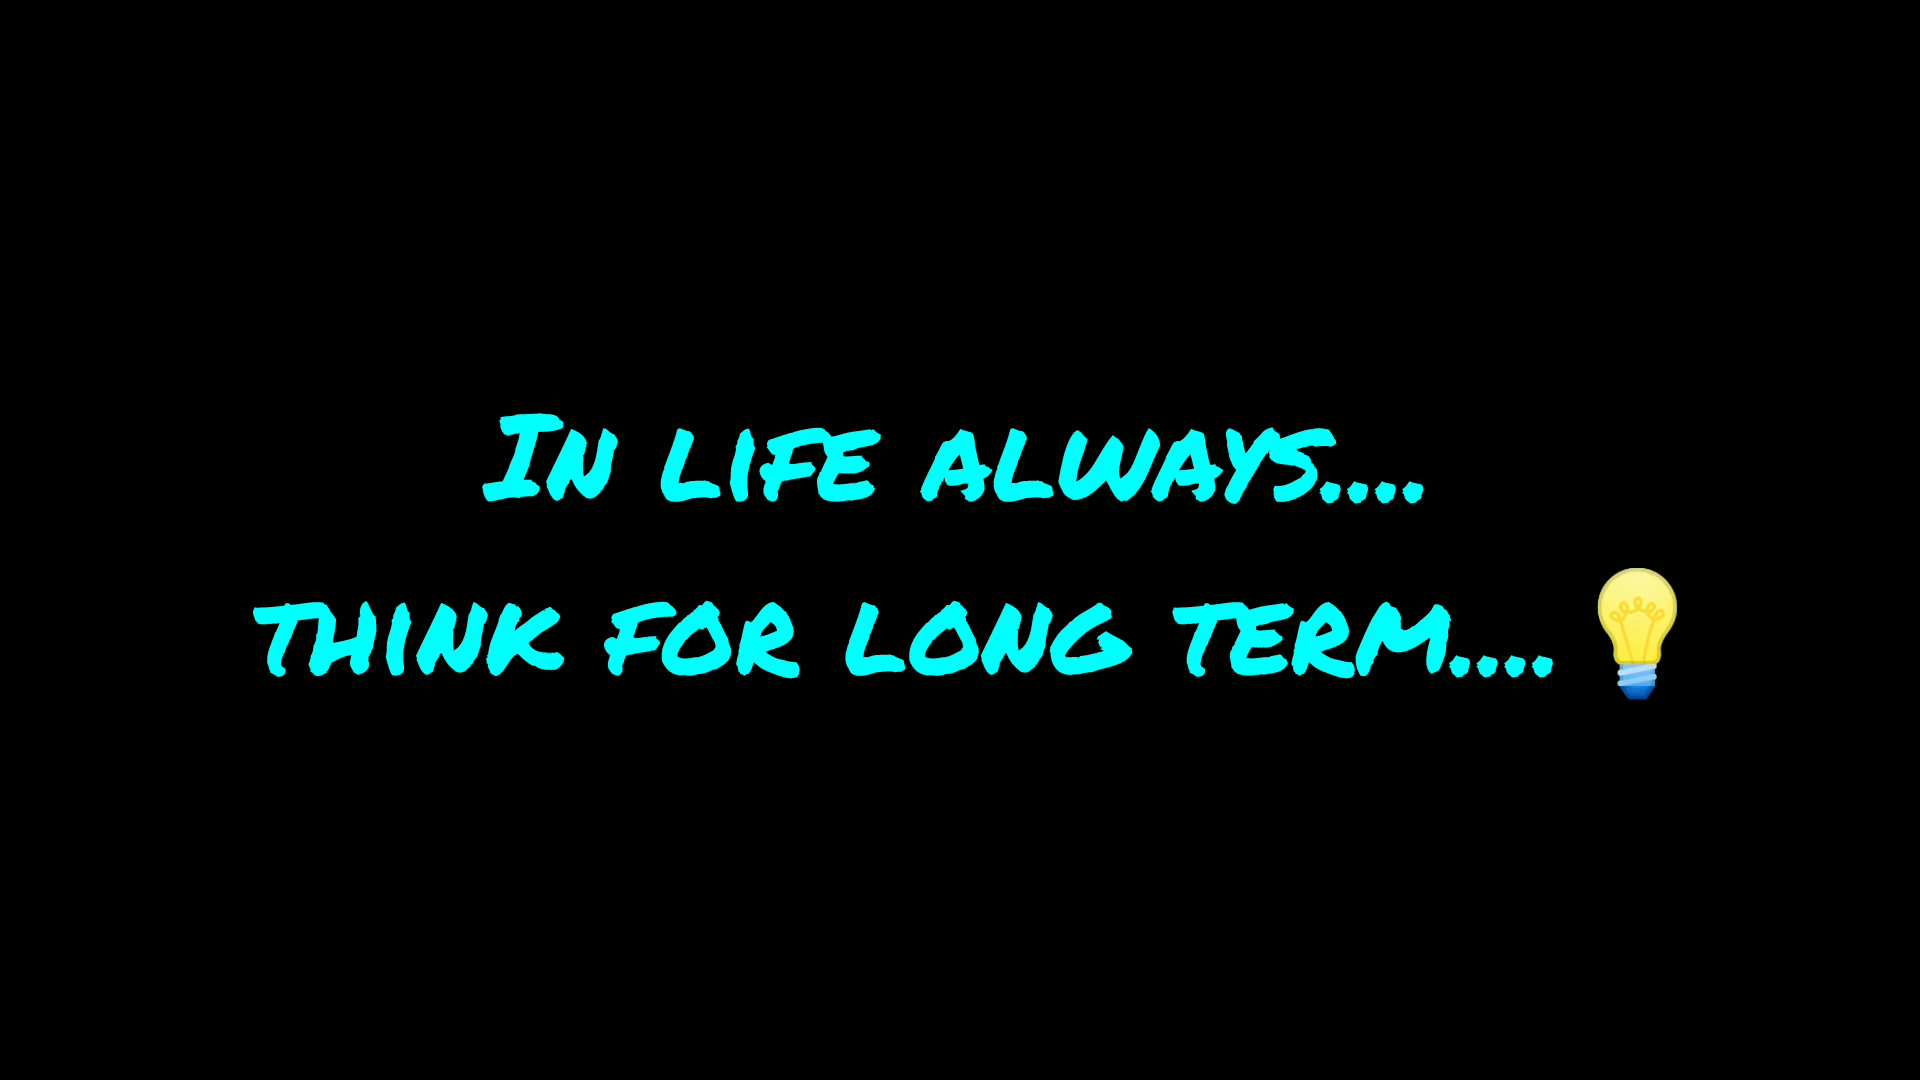 In life always....
think for long term....💡